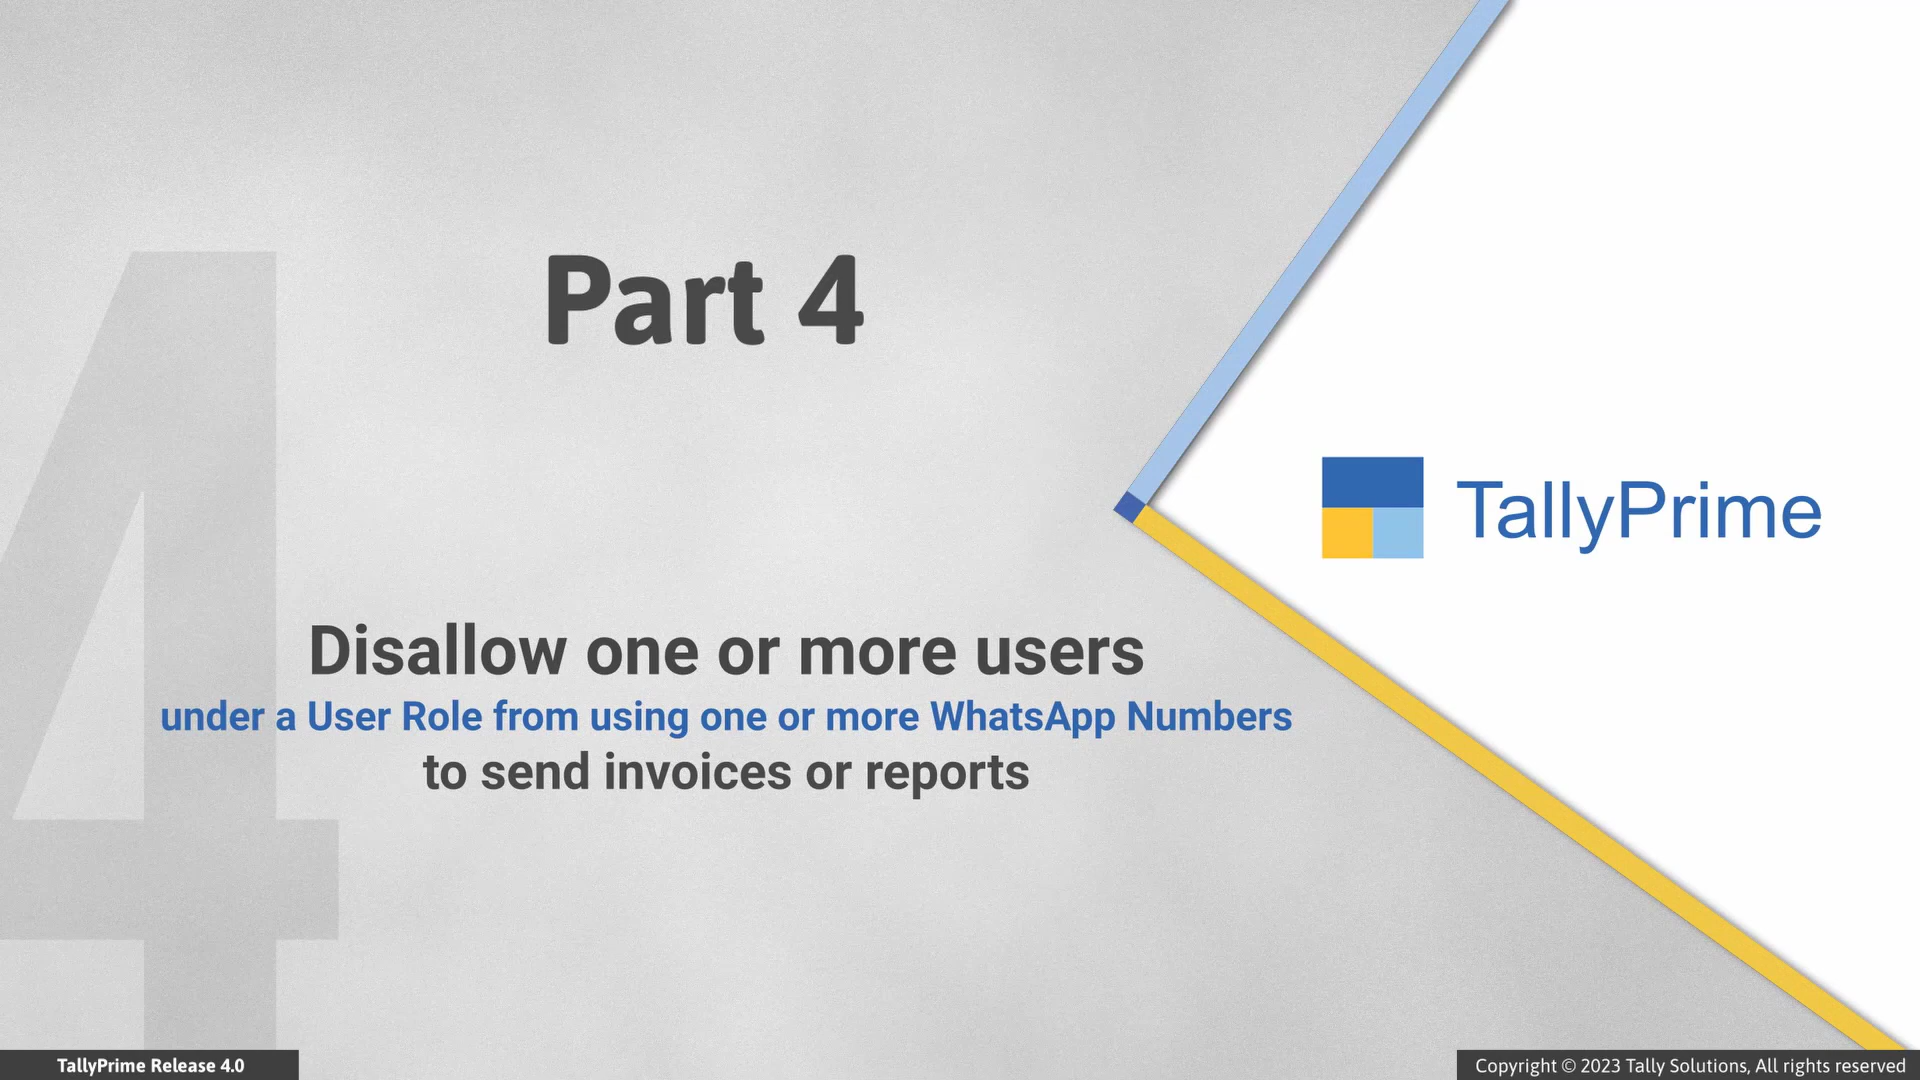 Part 4
4
TallyPrime
Disallow one or more users
under a User Role from using one or more WhatsApp Numbers
to send invoices or reports
TallyPrime Release 4.0
Copyright © 2023 Tally Solutions, All rights reserved